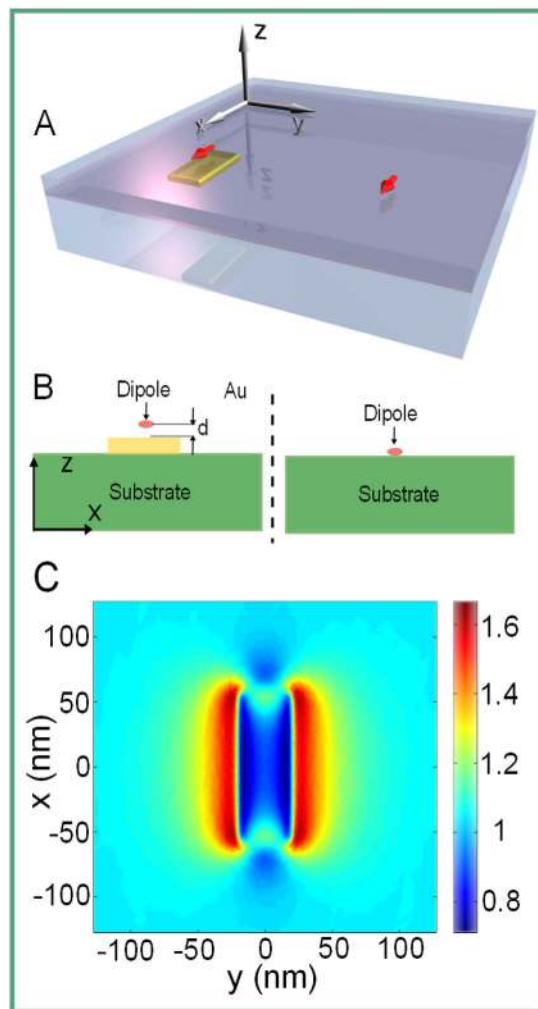 A
z
x
y
B
Dipole
Au
d
Dipole
Z
Substrate
X
Substrate
C
100
50
0
-50
-100
x (nm)
-100 -50 0 50 100
y (nm)
1.6
1.4
1.2
1
0.8